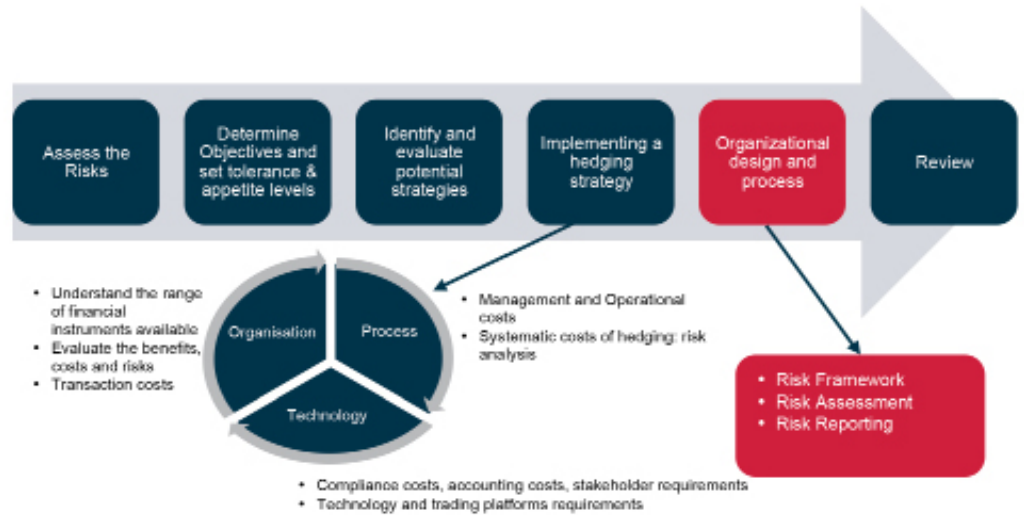 Assess the
Risks
Determine
Objectives and
set tolerance &
appetite levels
Identify and
evaluate
potential
strategies
Implementing a
hedging
strategy
Organizational
design and
process
Review
• Understand the range
of financial
instruments available
• Evaluate the benefits,
costs and risks
• Transaction costs
Organisation
Process
Technology
• Management and Operational
costs
• Systematic costs of hedging: risk
analysis
• Risk Framework
• Risk Assessment
• Risk Reporting
• Compliance costs, accounting costs, stakeholder requirements
• Technology and trading platforms requirements